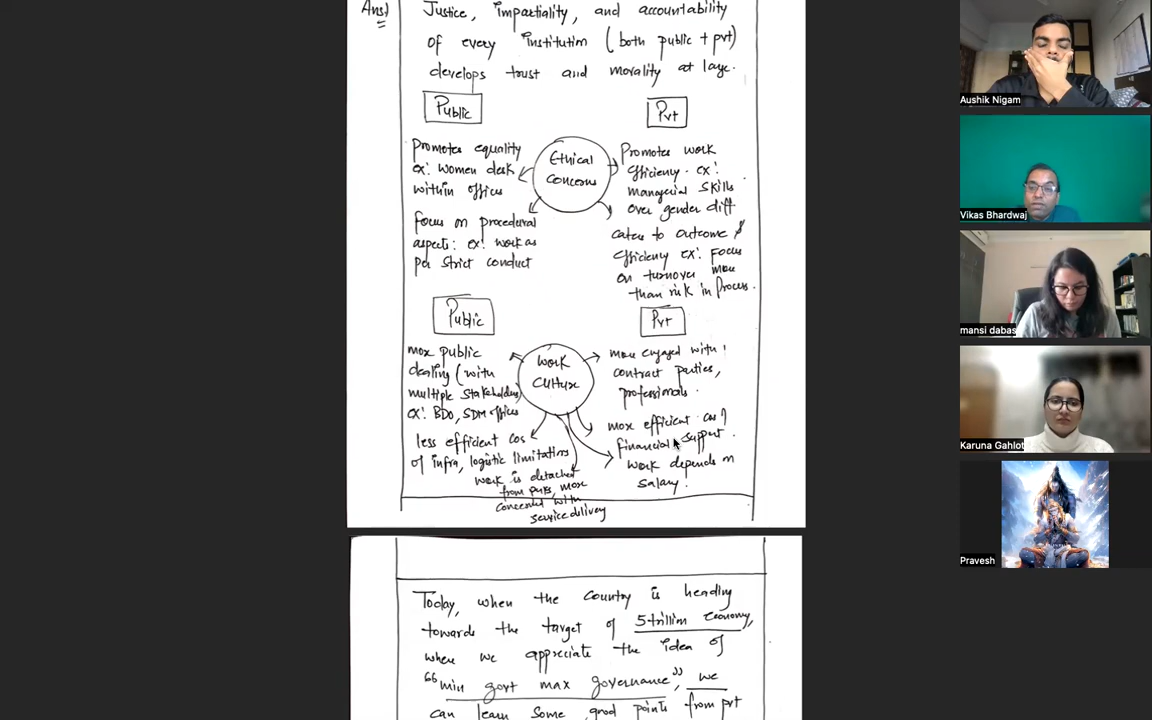 Ans)
Justice, impartiality, and accountability
of every institution (both public + pvt)
develops trust and morality at large.
Public
Pvt
Ethical
Concerns
Promotes equality
ex: women desk
within offices
focus on procedural
aspects: ex: work as
per strict conduct
Promotes work
efficiency. ex:
managerial skills
over gender diff
caters to outcome &
efficiency ex: Focus
on turnover more
than risk in process.
Public
Pvt
Work
Culture
more public
dealing (with
multiple stakeholders)
ex: BDO, SDM offices
less efficient cos
of infra, logistic limitations
work is detached
from perks, more
concerned with
service delivery
more engaged with
contract parties,
professionals.
more efficient cos of
financial support.
work depends on
salary.
Today, when the country is heading
towards the target of 5 trillion economy,
where we appreciate the idea of
"min govt max governance", we
can learn some good points from pvt
Aushik Nigam
Vikas Bhardwaj
mansi dabas
Karuna Gahlot
Pravesh